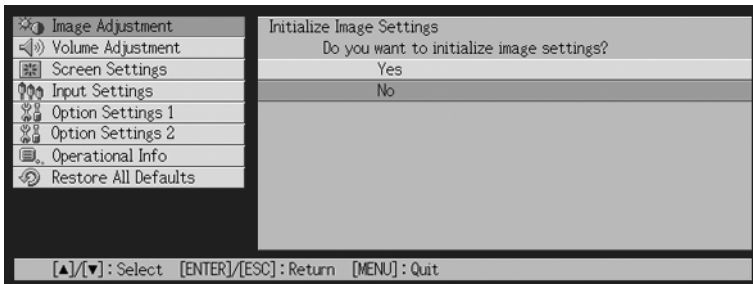 Image Adjustment
Volume Adjustment
Screen Settings
Input Settings
Option Settings 1
Option Settings 2
Operational Info
Restore All Defaults
Initialize Image Settings
Do you want to initialize image settings?
Yes
No
[▲]/[▼]:Select [ENTER]/[ESC]:Return [MENU]:Quit